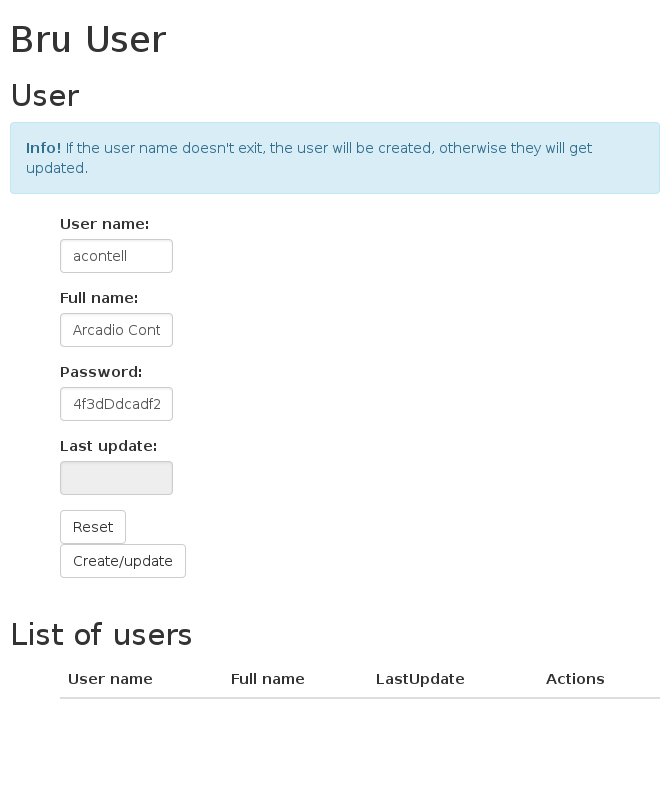 Bru User
User
Info! If the user name doesn't exit, the user will be created, otherwise they will get
updated.
User name:
acontell
Full name:
Arcadio Cont
Password:
4f3dDdcadf2
Last update:
Reset
Create/update
List of users
User name Full name LastUpdate Actions